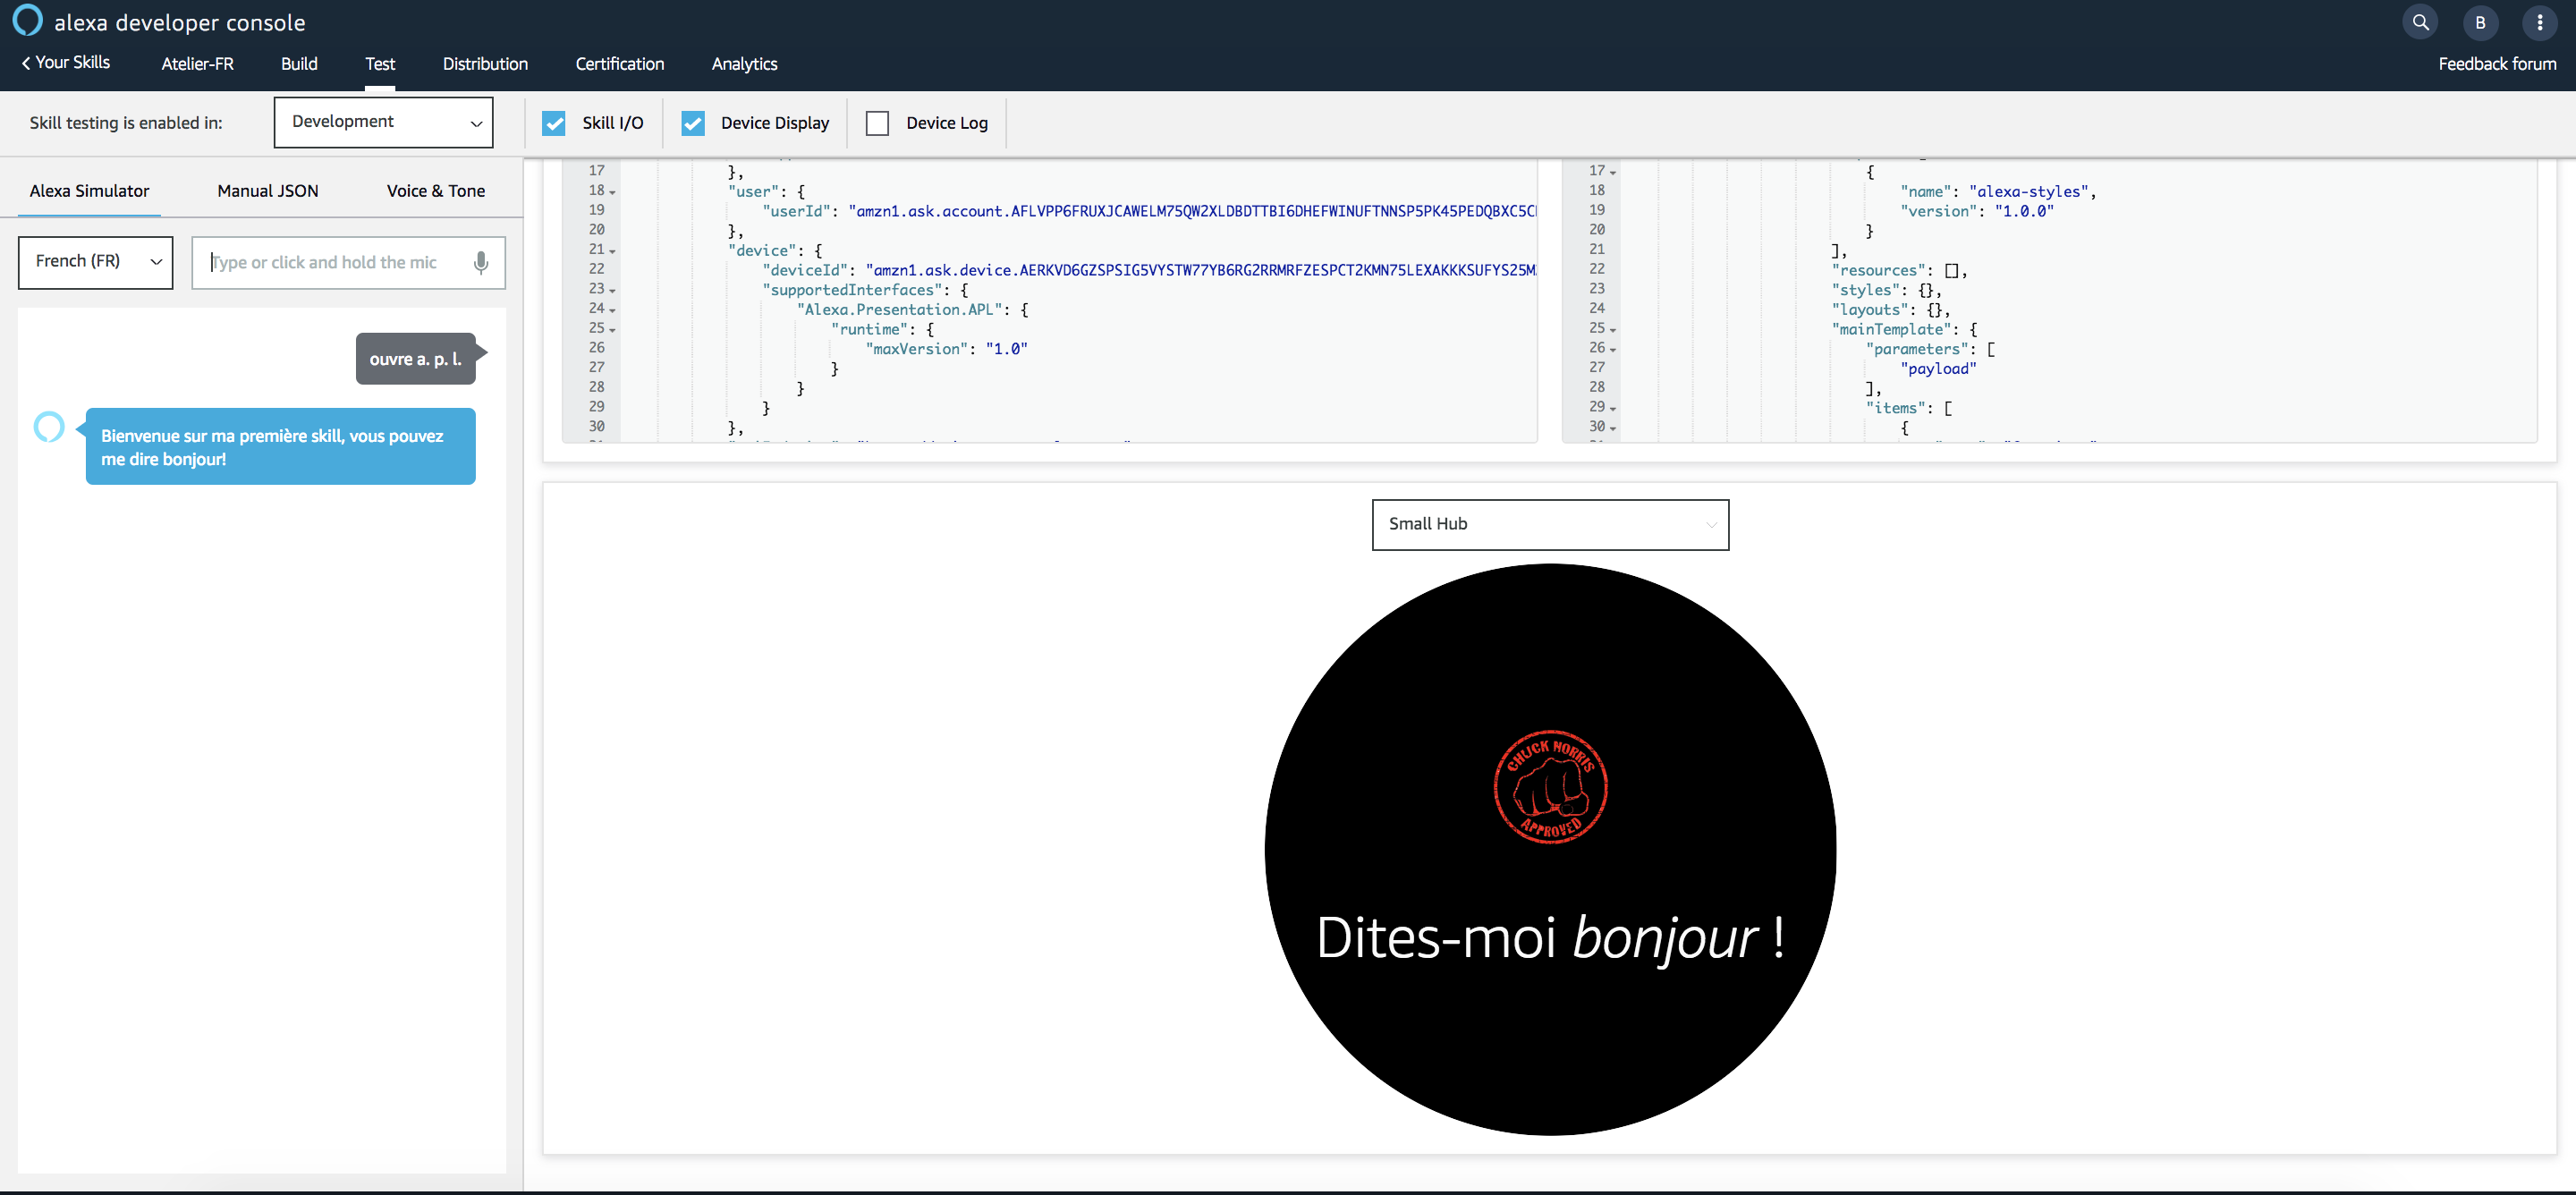 alexa developer console
B
Your Skills
Atelier-FR
Build
Test
Distribution
Certification
Analytics
Feedback forum
Skill testing is enabled in:
Development
Skill I/O
Device Display
Device Log
Alexa Simulator
Manual JSON
Voice & Tone
French (FR)
Type or click and hold the mic
ouvre a. p. l.
Bienvenue sur ma première skill, vous pouvez
me dire bonjour!
17 },
18 "user": {
19 "userId": "amzn1.ask.account.AFLVPP6FRUXJCAWELM75QW2XLDBDTTBI6DHEFWINUFTNNSP5PK45PEDQBXC5C
20 },
21 "device": {
22 "deviceId": "amzn1.ask.device.AERKVD6GZSPSIG5VYSTW77YB6RG2RRMRFZESPCT2KMN75LEXAKKKSUFYS25M
23 "supportedInterfaces": {
24 "Alexa.Presentation.APL": {
25 "runtime": {
26 "maxVersion": "1.0"
27 }
28 }
29 }
30 },
17 {
18 "name": "alexa-styles",
19 "version": "1.0.0"
20 }
21 ],
22 "resources": [],
23 "styles": {},
24 "layouts": {},
25 "mainTemplate": {
26 "parameters": [
27 "payload"
28 ],
29 "items": [
30 {
Small Hub
CHUCK NORRIS
APPROVED
Dites-moi bonjour !